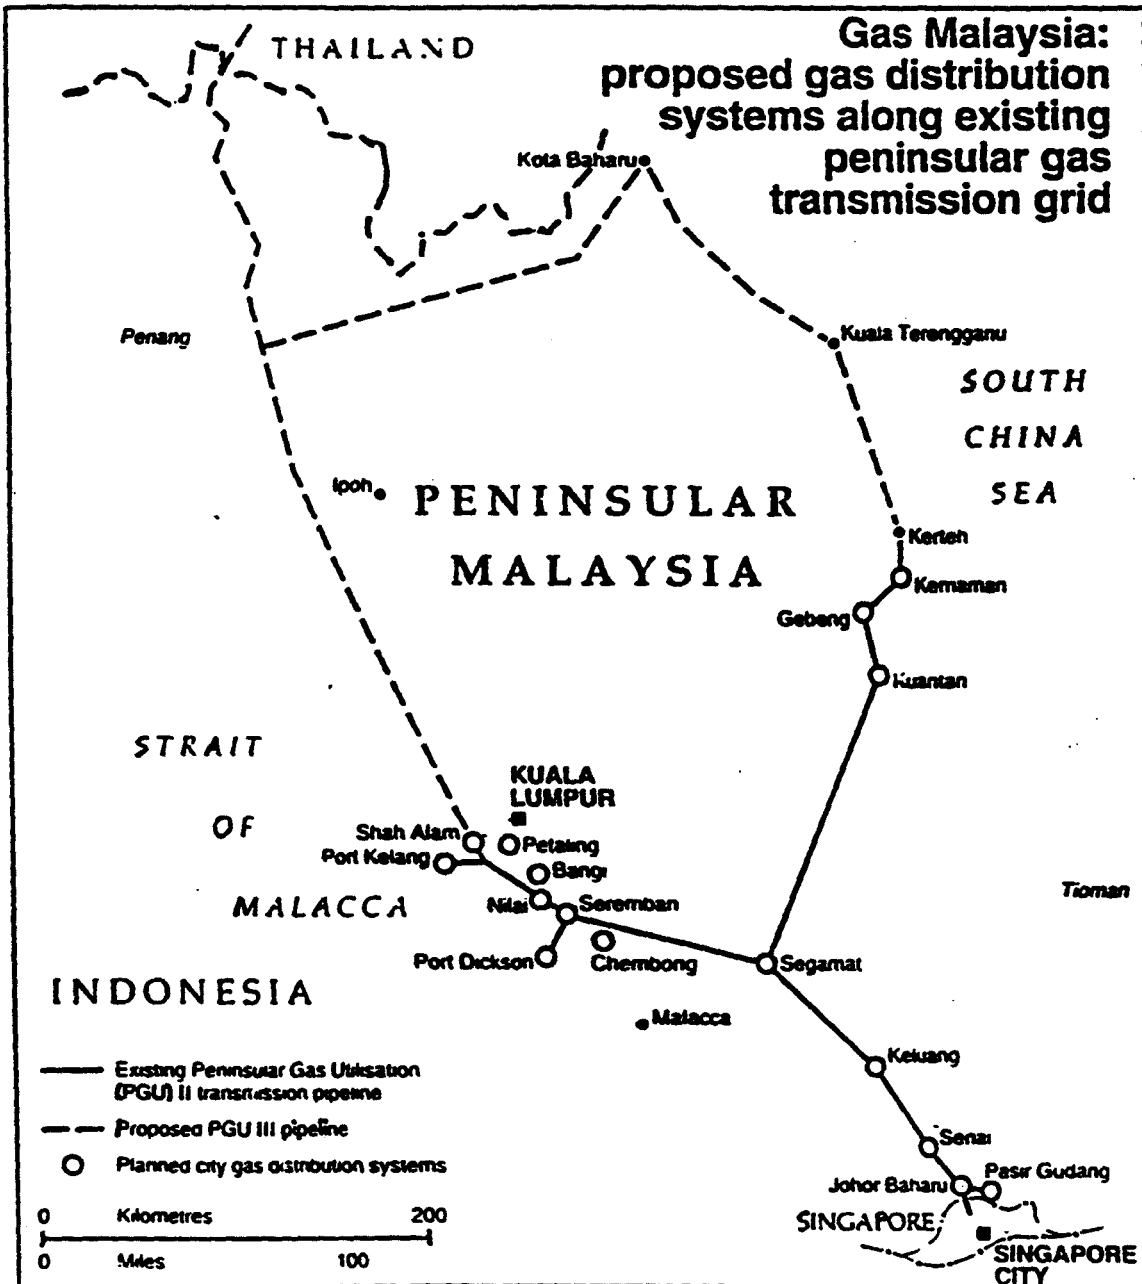 Gas Malaysia:
proposed gas distribution
systems along existing
peninsular gas
transmission grid
THAILAND
Kota Baharu
Penang
Kuala Terengganu
SOUTH
CHINA
SEA
Ipoh
PENINSULAR
MALAYSIA
Kerteh
Kemaman
Gebeng
Kuantan
STRAIT
OF
MALACCA
KUALA
LUMPUR
Shah Alam
Petaling
Port Kelang
Bangi
Nilai
Seremban
Tioman
Port Dickson
Chembong
Segamat
INDONESIA
Malacca
Keluang
Existing Peninsular Gas Utilisation
(PGU) II transmission pipeline
Proposed PGU III pipeline
Planned city gas distribution systems
Senai
Johor Baharu
Pasir Gudang
SINGAPORE
SINGAPORE
CITY
0 Kilometres 200
0 Miles 100